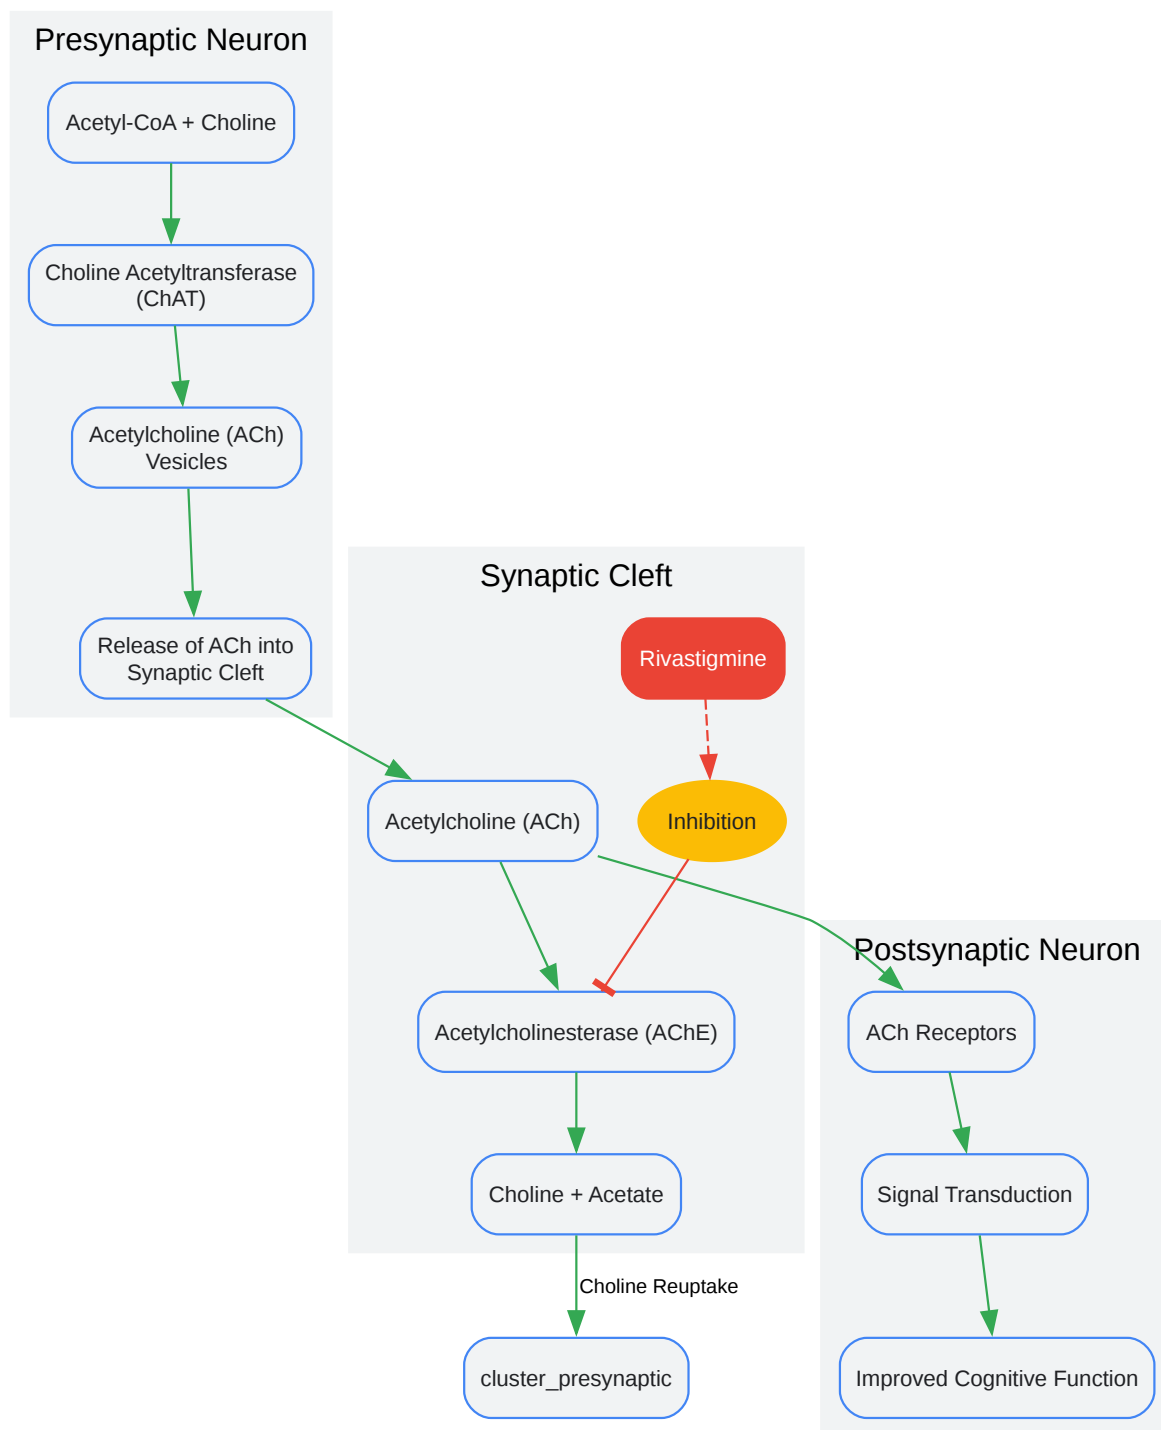 Presynaptic Neuron
Acetyl-CoA + Choline
Choline Acetyltransferase
(ChAT)
Acetylcholine (ACh)
Vesicles
Release of ACh into
Synaptic Cleft
Synaptic Cleft
Rivastigmine
Acetylcholine (ACh)
Inhibition
Acetylcholinesterase (AChE)
Choline + Acetate
Choline Reuptake
cluster_presynaptic
Postsynaptic Neuron
ACh Receptors
Signal Transduction
Improved Cognitive Function